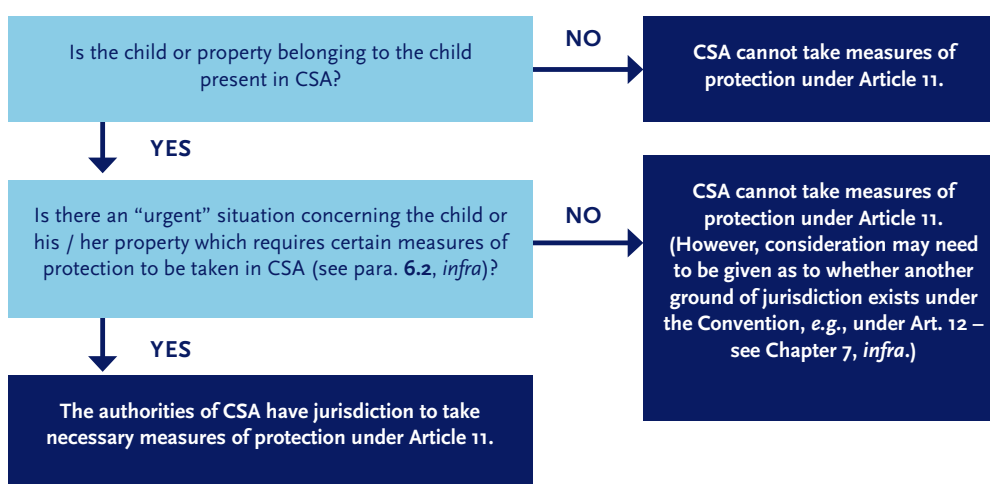 Is the child or property belonging to the child
present in CSA?
NO
CSA cannot take measures of
protection under Article 11.
YES
Is there an “urgent” situation concerning the child or
his / her property which requires certain measures of
protection to be taken in CSA (see para. 6.2, infra)?
NO
CSA cannot take measures of
protection under Article 11.
(However, consideration may need
to be given as to whether another
ground of jurisdiction exists under
the Convention, e.g., under Art. 12 –
see Chapter 7, infra.)
YES
The authorities of CSA have jurisdiction to take
necessary measures of protection under Article 11.